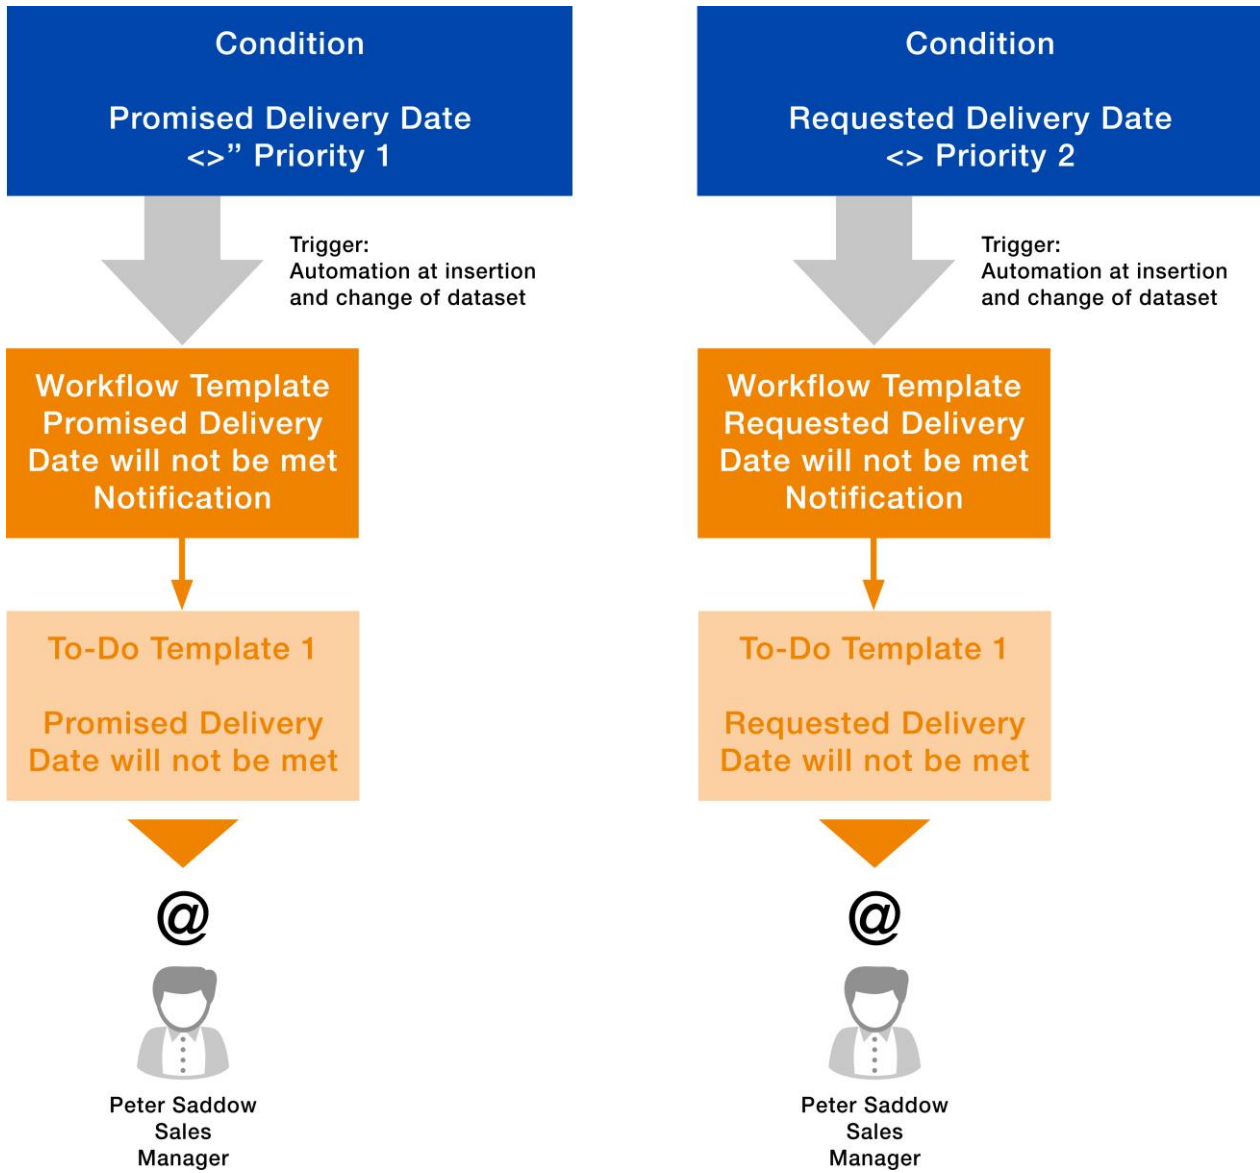 Condition
Promised Delivery Date
<>” Priority 1
Trigger:
Automation at insertion
and change of dataset
Workflow Template
Promised Delivery
Date will not be met
Notification
To-Do Template 1
Promised Delivery
Date will not be met
@
Peter Saddow
Sales
Manager
Condition
Requested Delivery Date
<> Priority 2
Trigger:
Automation at insertion
and change of dataset
Workflow Template
Requested Delivery
Date will not be met
Notification
To-Do Template 1
Requested Delivery
Date will not be met
@
Peter Saddow
Sales
Manager